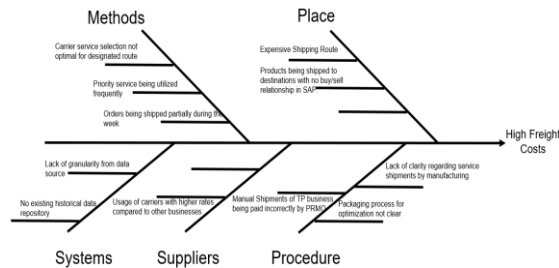 Methods
Place
Carrier service selection not
optimal for designated route
Expensive Shipping Route
Priority service being utilized
frequently
Products being shipped to
destinations with no buy/sell
relationship in SAP.
Orders being shipped partially during the
week
High Freight
Costs
Lack of granularity from data
source
Lack of clarity regarding service
shipments by manufacturing
No existing historical data
repository
Usage of carriers with higher rates
compared to other businesses
Manual Shipments of TP business
being paid incorrectly by PRMO
Packaging process for
optimization not clear
Systems
Suppliers
Procedure